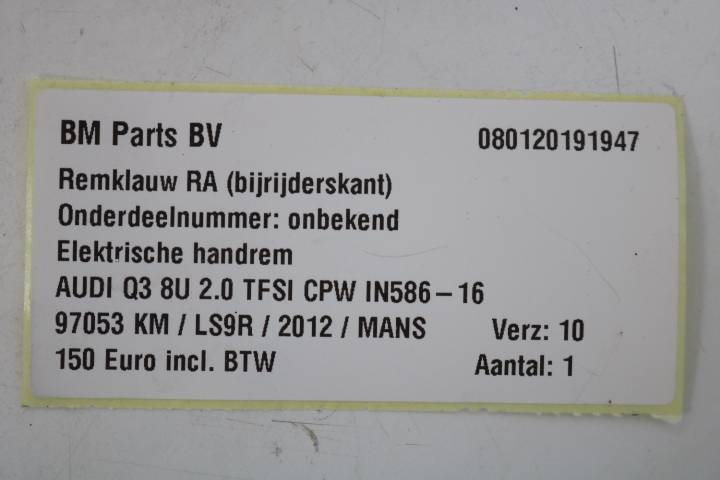 BM Parts BV 080120191947
Remklauw RA (bijrijderskant)
Onderdeelnummer: onbekend
Elektrische handrem
AUDI Q3 8U 2.0 TFSI CPW IN586-16
97053 KM / LS9R / 2012 / MANS Verz: 10
150 Euro incl. BTW Aantal: 1